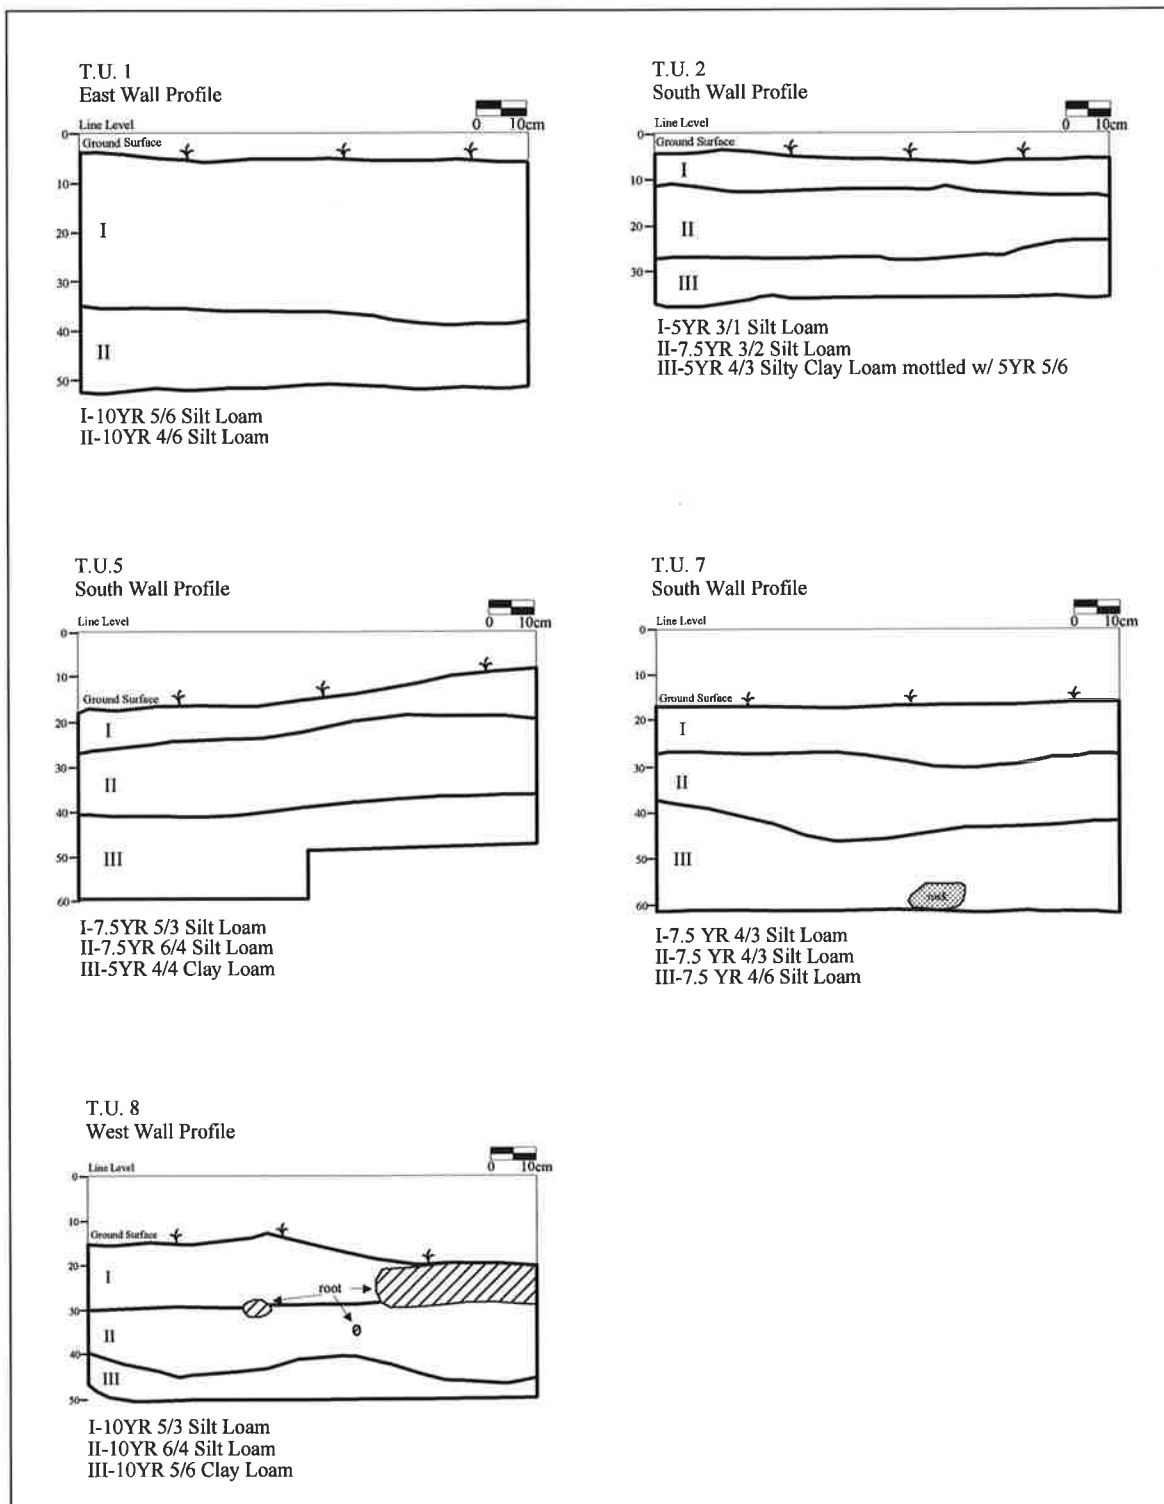 T.U. 1
East Wall Profile
0 10cm
Line Level
0
Ground Surface
10
I
20
30
40
II
50
I-10YR 5/6 Silt Loam
II-10YR 4/6 Silt Loam
T.U. 2
South Wall Profile
0 10cm
Line Level
0
Ground Surface
I
10
20
II
30
III
I-5YR 3/1 Silt Loam
II-7.5YR 3/2 Silt Loam
III-5YR 4/3 Silty Clay Loam mottled w/ 5YR 5/6
T.U.5
South Wall Profile
0 10cm
Line Level
0
10
Ground Surface
20
I
30
II
40
50
III
60
I-7.5YR 5/3 Silt Loam
II-7.5YR 6/4 Silt Loam
III-5YR 4/4 Clay Loam
T.U. 7
South Wall Profile
0 10cm
Line Level
0
10
Ground Surface
20
I
30
II
40
50
III
rock
60
I-7.5 YR 4/3 Silt Loam
II-7.5 YR 4/3 Silt Loam
III-7.5 YR 4/6 Silt Loam
T.U. 8
West Wall Profile
0 10cm
Line Level
0
10
Ground Surface
20
I
root
30
II
40
III
50
I-10YR 5/3 Silt Loam
II-10YR 6/4 Silt Loam
III-10YR 5/6 Clay Loam